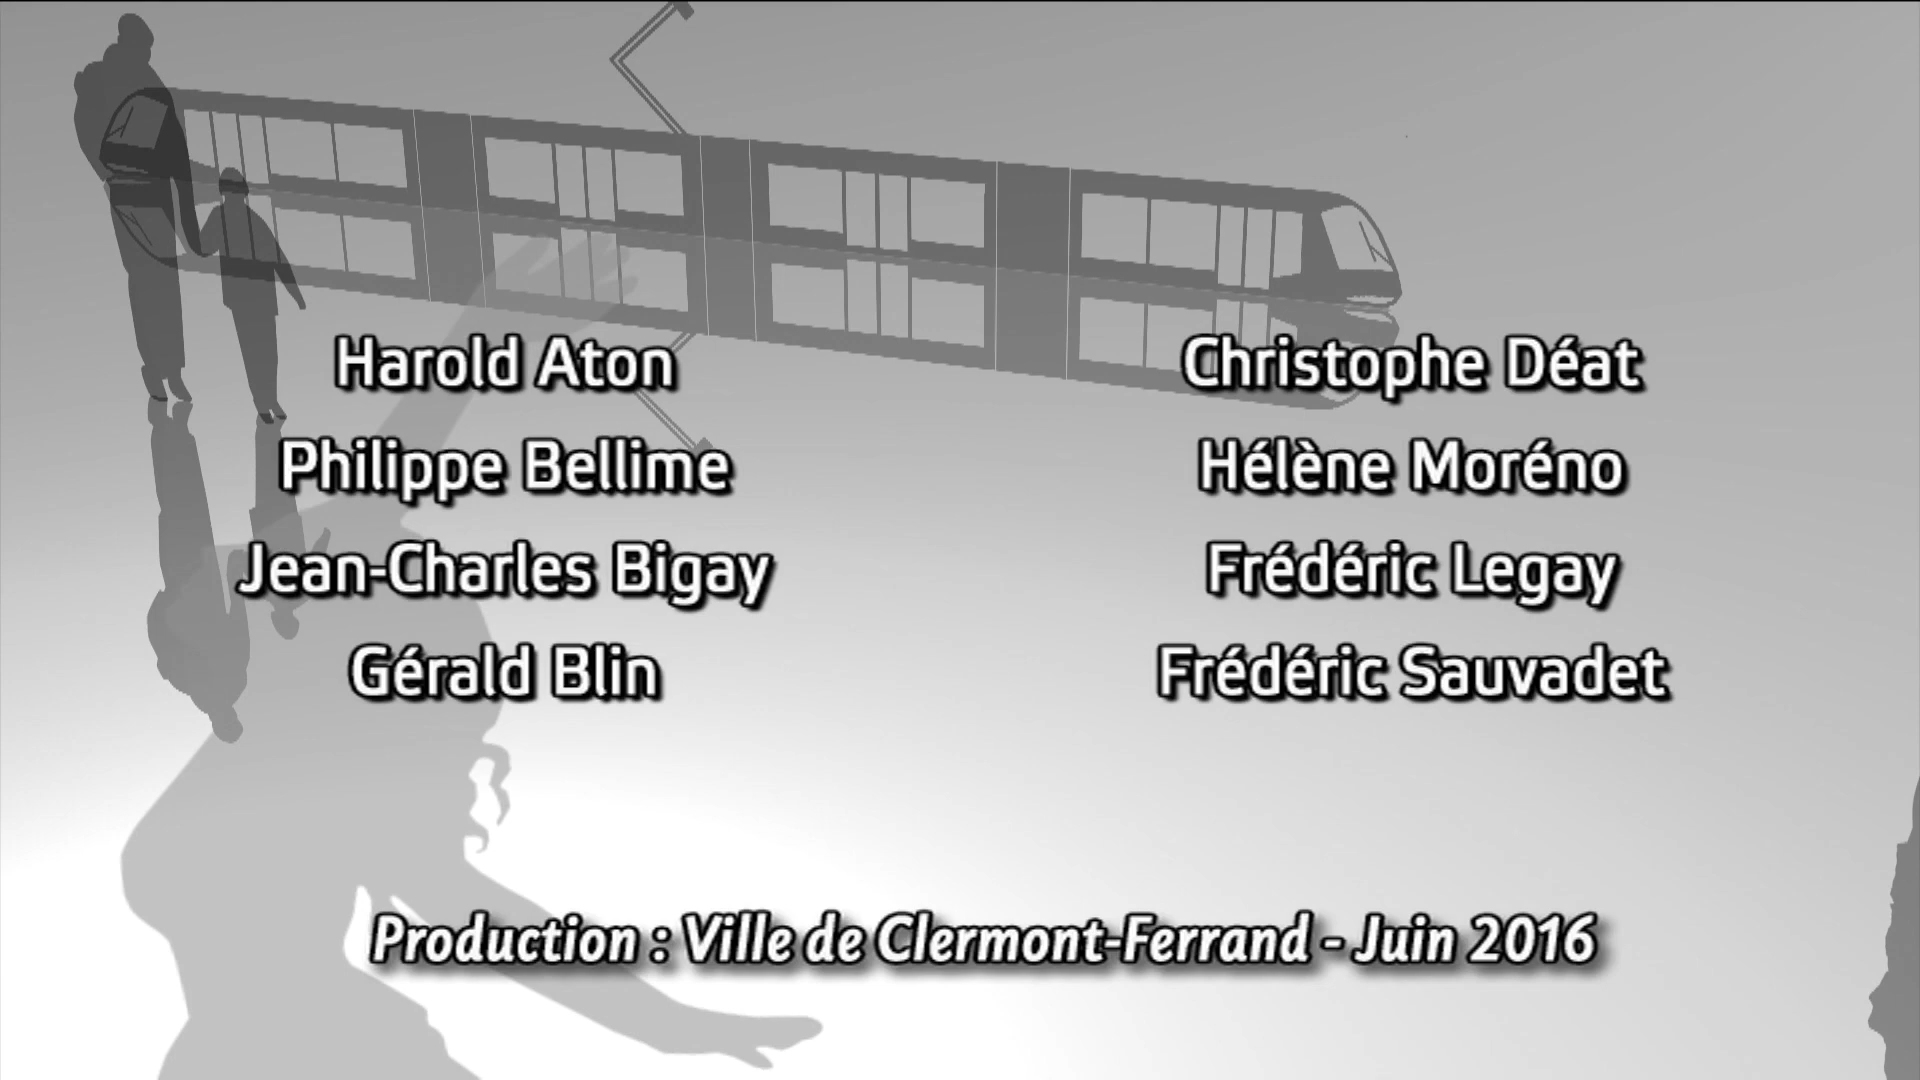 Harold Aton
Philippe Bellime
Jean-Charles Bigay
Gérald Blin
Christophe Déat
Hélène Moréno
Frédéric Legay
Frédéric Sauvadet
Production : Ville de Clermont-Ferrand - Juin 2016